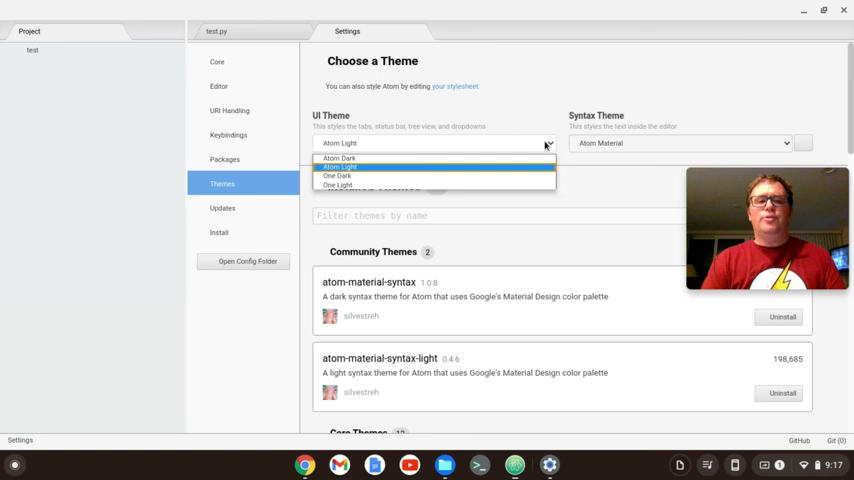 Project
test.py
Settings
test
Core
Editor
URI Handling
Keybindings
Packages
Themes
Updates
Install
Open Config Folder
Choose a Theme
You can also style Atom by editing your stylesheet
UI Theme
This styles the tabs, status bar, tree view, and dropdowns
Atom Light
Atom Dark
Atom Light
One Dark
One Light
Syntax Theme
This styles the text inside the editor
Atom Material
Filter themes by name
Community Themes 2
atom-material-syntax 1.0.8
A dark syntax theme for Atom that uses Google's Material Design color palette
silvestreh
Uninstall
atom-material-syntax-light 0.4.6
198,685
A light syntax theme for Atom that uses Google's Material Design color palette
silvestreh
Uninstall
Core Themes 12
Settings
GitHub
Git (0)
1
9:17